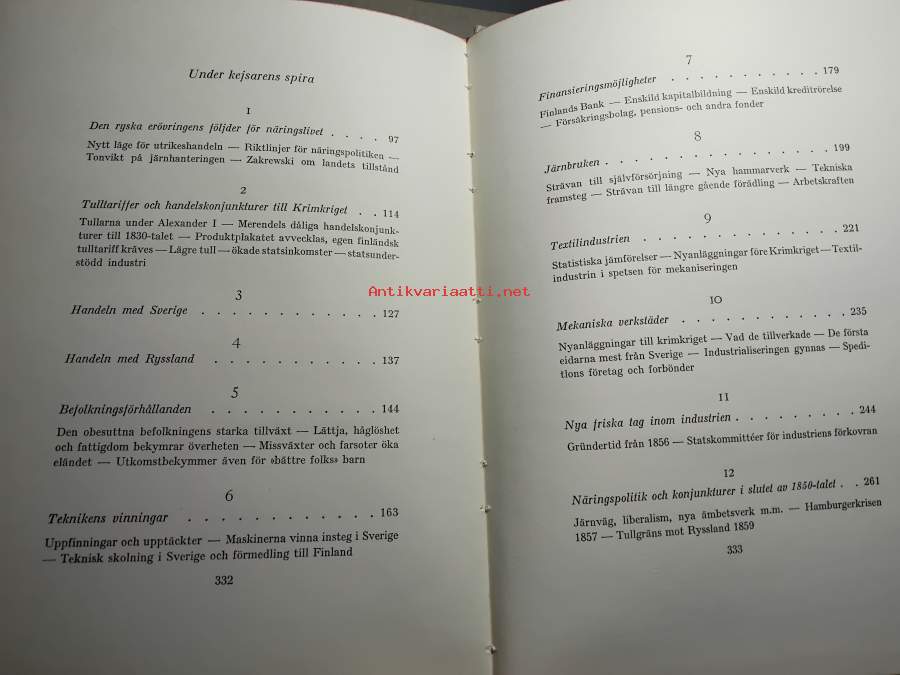 Under kejsarens spira
1
Den ryska erövringens följder för näringslivet . . . . 97
Nytt läge för utrikeshandeln — Riktlinjer för näringspolitiken —
Tonvikt på järnhanteringen — Zakrewski om landets tillstånd
2
Tulltariffer och handelskonjunkturer till Krimkriget . . 114
Tullarna under Alexander I — Merendels dåliga handelskonjunk-
turer till 1830-talet — Produktplakatet avvecklas, egen finländsk
tulltariff kräves — Lägre tull — ökade statsinkomster — statsunder-
stödd industri
3
Handeln med Sverige . . . . . . . . . . . . 127
4
Handeln med Ryssland . . . . . . . . . . . 137
5
Befolkningsförhållanden . . . . . . . . . . . 144
Den obesuttna befolkningens starka tillväxt — Lättja, håglöshet
och fattigdom bekymrar överheten — Missväxter och farsoter öka
eländet — Utkomstbekymmer även för »bättre folks» barn
6
Teknikens vinningar . . . . . . . . . . . . 163
Uppfinningar och upptäckter — Maskinerna vinna insteg i Sverige
— Teknisk skolning i Sverige och förmedling till Finland
332
7
Finansieringsmöjligheter . . . . . . . . . . . 179
Finlands Bank — Enskild kapitalbildning — Enskild kreditrörelse
— Försäkringsbolag, pensions- och andra fonder
8
Järnbruken . . . . . . . . . . . . . . . . 199
Strävan till självförsörjning — Nya hammarverk — Tekniska
framsteg — Strävan till längre gående förädling — Arbetskraften
9
Textilindustrien . . . . . . . . . . . . . . 221
Statistiska jämförelser — Nyanläggningar före Krimkriget — Textil-
industrin i spetsen för mekaniseringen
10
Mekaniska verkstäder . . . . . . . . . . . . 235
Nyanläggningar till krimkriget — Vad de tillverkade — De första
eidarna mest från Sverige — Industrialiseringen gynnas — Spedi-
tlons företag och forbönder
11
Nya friska tag inom industrien . . . . . . . . . 244
Gründertid från 1856 — Statskommittéer för industriens förkovran
12
Näringspolitik och konjunkturer i slutet av 1850-talet . . 261
Järnväg, liberalism, nya ämbetsverk m.m. — Hamburgerkrisen
1857 — Tullgräns mot Ryssland 1859
333
Antikvariaatti.net